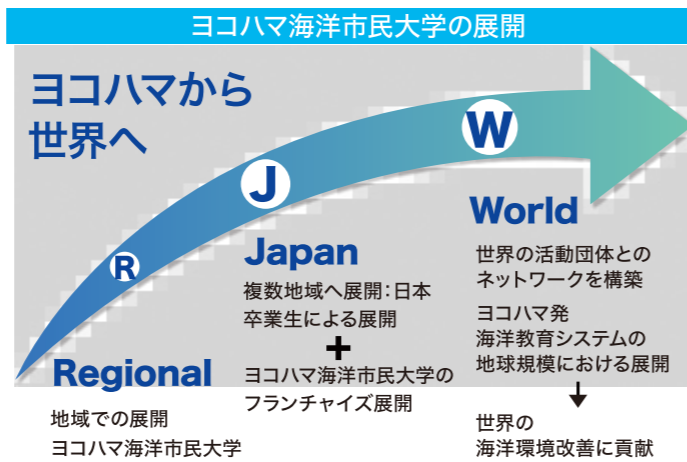 ヨコハマ海洋市民大学の展開
ヨコハマから
世界へ
R
J
W
Regional
地域での展開
ヨコハマ海洋市民大学
Japan
複数地域へ展開：日本
卒業生による展開
+
ヨコハマ海洋市民大学の
フランチャイズ展開
World
世界の活動団体との
ネットワークを構築
ヨコハマ発
海洋教育システムの
地球規模における展開
世界の
海洋環境改善に貢献